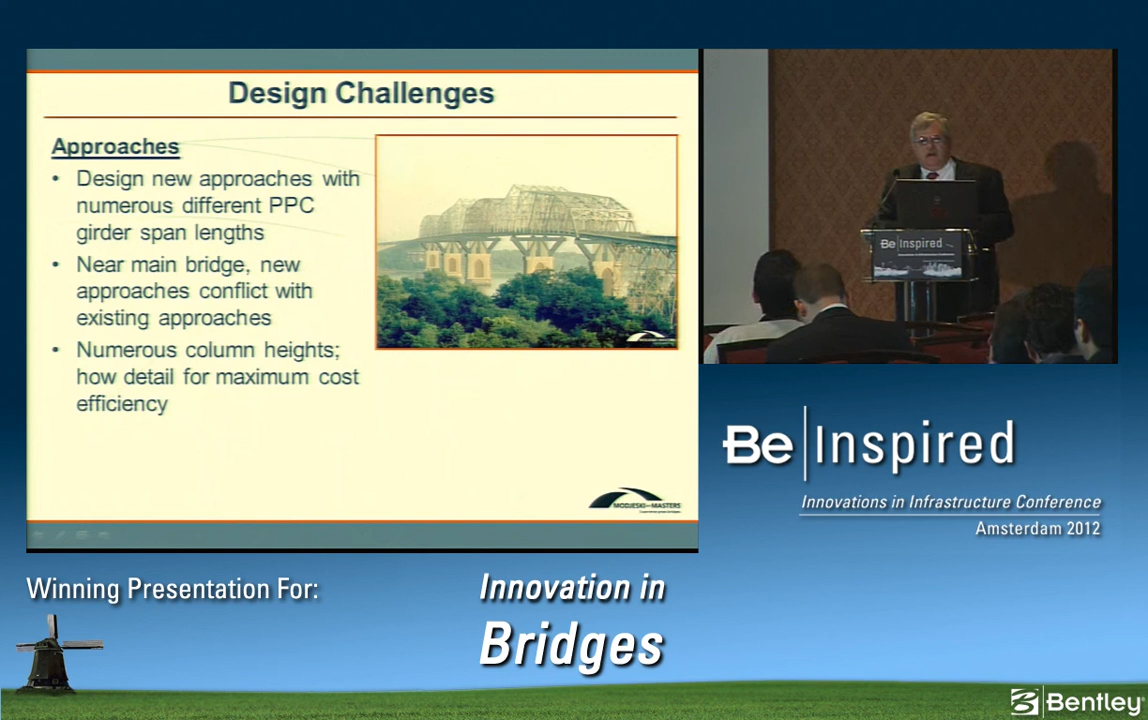 Design Challenges
Approaches
• Design new approaches with
numerous different PPC
girder span lengths
• Near main bridge, new
approaches conflict with
existing approaches
• Numerous column heights;
how detail for maximum cost
efficiency
MODJESKI and MASTERS
Be Inspired
Be Inspired
Innovations in Infrastructure Conference
Amsterdam 2012
Winning Presentation For:
Innovation in
Bridges
Bentley